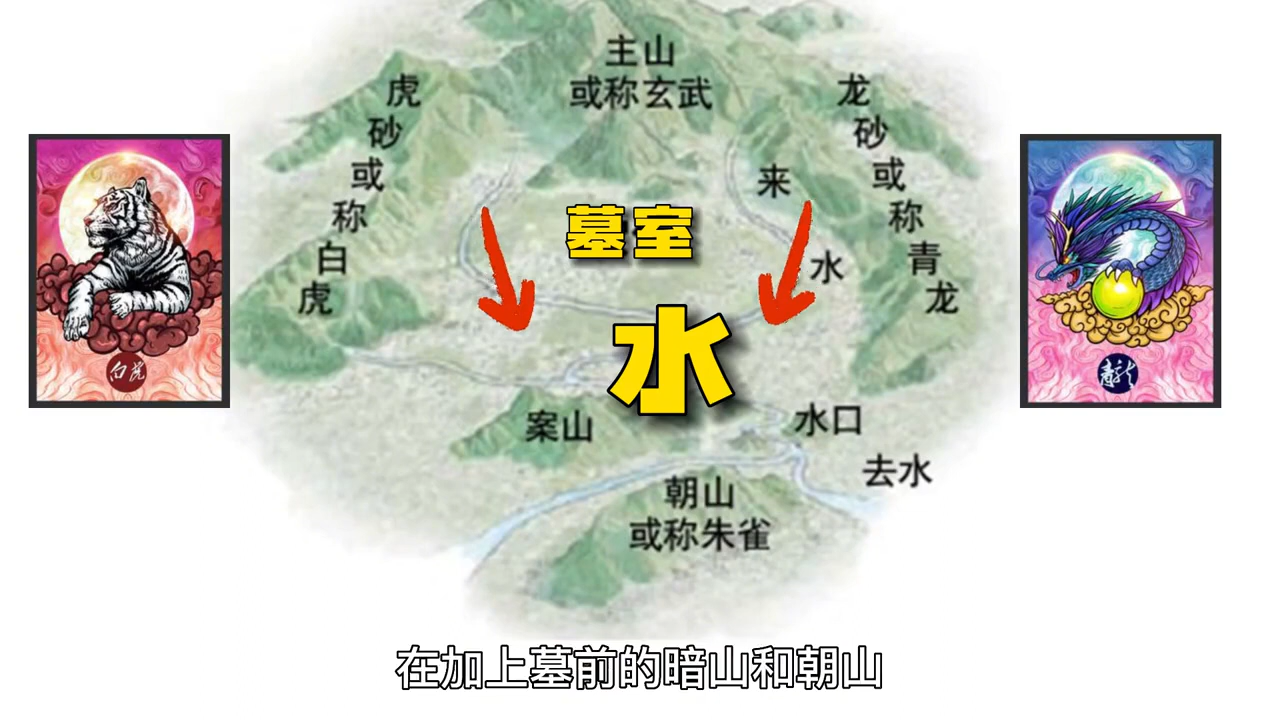 主山
或称玄武
虎砂或称白虎
龙砂或称青龙
来水
墓室
水
案山
水口
去水
朝山
或称朱雀
白虎
青龍
在加上墓前的暗山和朝山